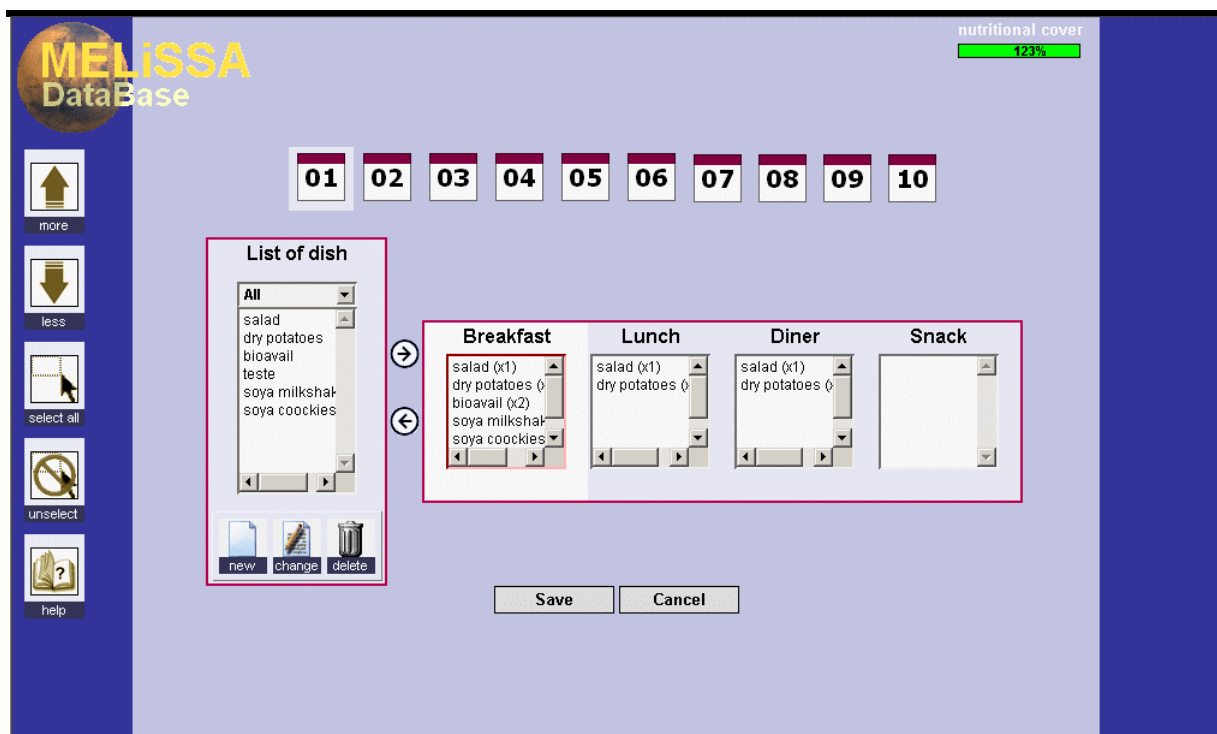 nutritional cover
123%
MELiSSA
DataBase
01 02 03 04 05 06 07 08 09 10
more
less
select all
unselect
help
List of dish
All
salad
dry potatoes
bioavail
teste
soya milkshak
soya coockies
new change delete
Breakfast
salad (x1)
dry potatoes (
bioavail (x2)
soya milkshak
soya coockies
Lunch
salad (x1)
dry potatoes (
Diner
salad (x1)
dry potatoes (
Snack
Save Cancel
?